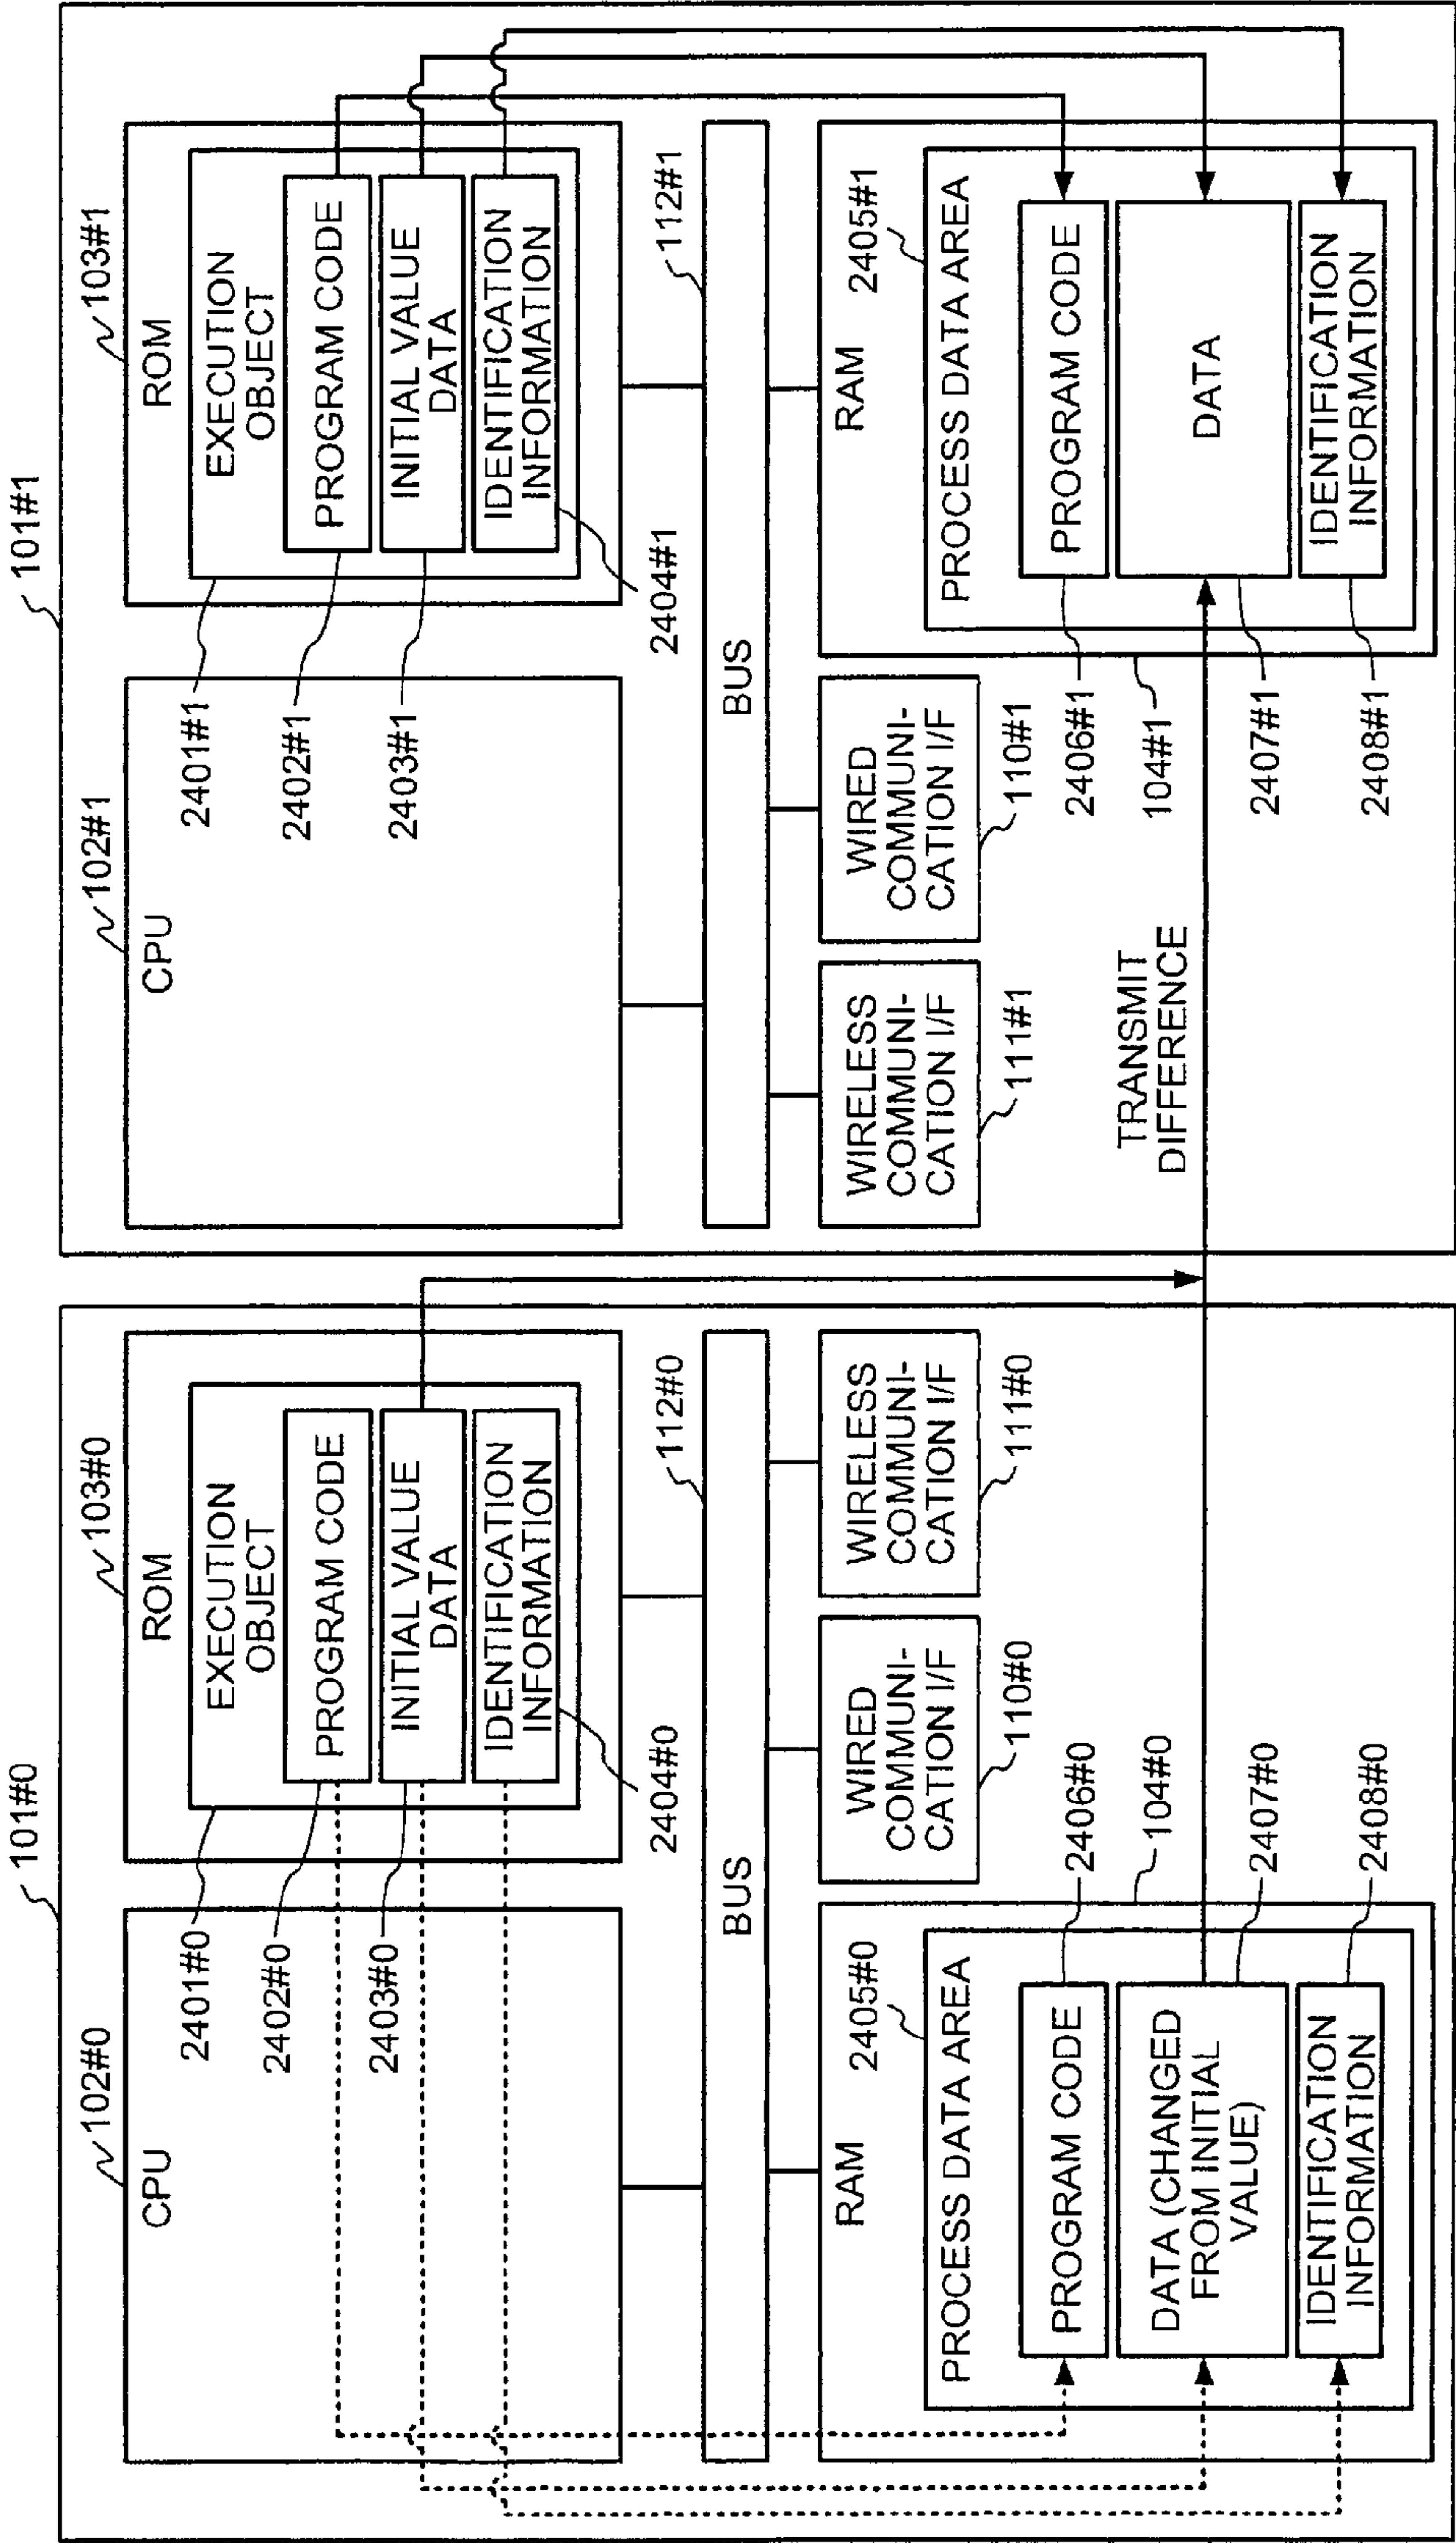 101#0
102#0
CPU
103#0
ROM
EXECUTION
OBJECT
PROGRAM CODE
INITIAL VALUE
DATA
IDENTIFICATION
INFORMATION
2401#0
2402#0
2403#0
2404#0
112#0
BUS
RAM
2405#0
PROCESS DATA AREA
PROGRAM CODE
DATA (CHANGED
FROM INITIAL
VALUE)
IDENTIFICATION
INFORMATION
2406#0
104#0
2407#0
2408#0
WIRED
COMMUNI-
CATION I/F
110#0
WIRELESS
COMMUNI-
CATION I/F
111#0
101#1
102#1
CPU
103#1
ROM
EXECUTION
OBJECT
PROGRAM CODE
INITIAL VALUE
DATA
IDENTIFICATION
INFORMATION
2401#1
2402#1
2403#1
2404#1
112#1
BUS
WIRELESS
COMMUNI-
CATION I/F
111#1
WIRED
COMMUNI-
CATION I/F
110#1
RAM
2405#1
PROCESS DATA AREA
PROGRAM CODE
DATA
IDENTIFICATION
INFORMATION
2406#1
104#1
2407#1
2408#1
TRANSMIT
DIFFERENCE